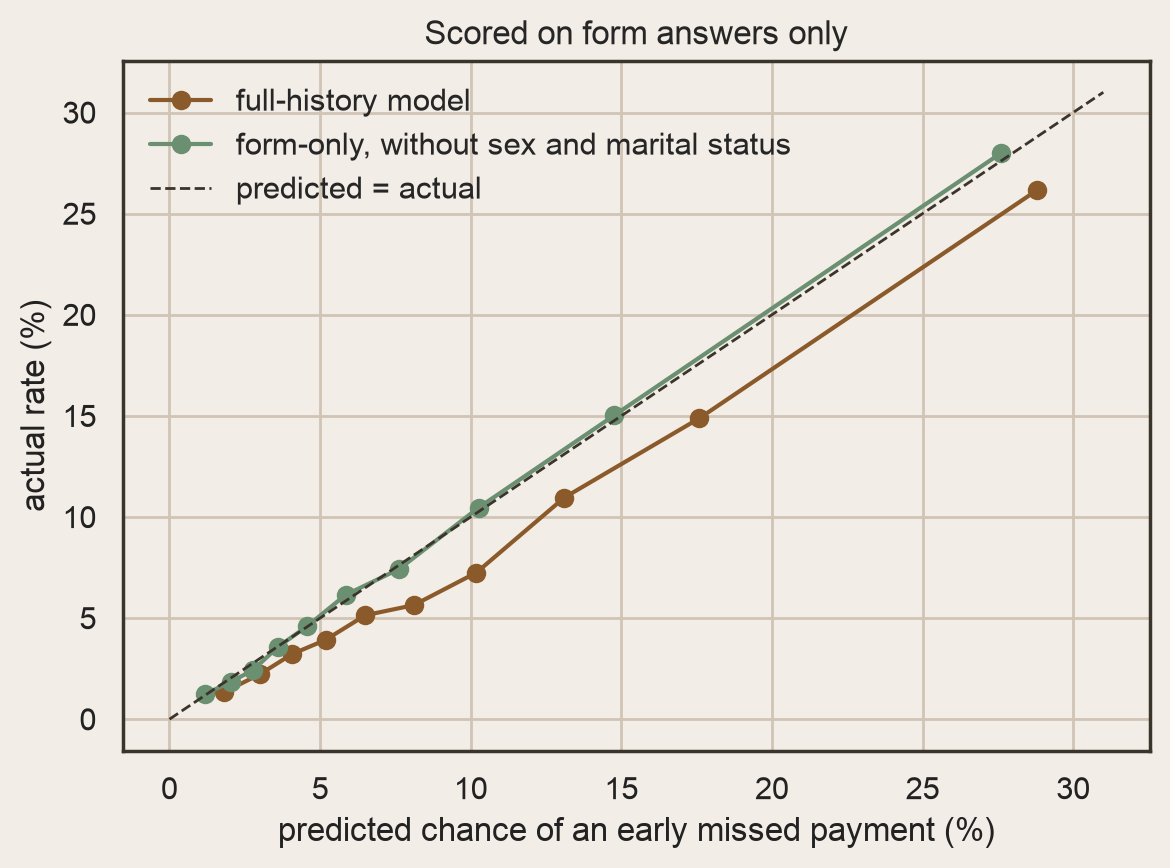 Scored on form answers only
full-history model
form-only, without sex and marital status
predicted = actual
30
25
20
15
10
5
0
actual rate (%)
0 5 10 15 20 25 30
predicted chance of an early missed payment (%)